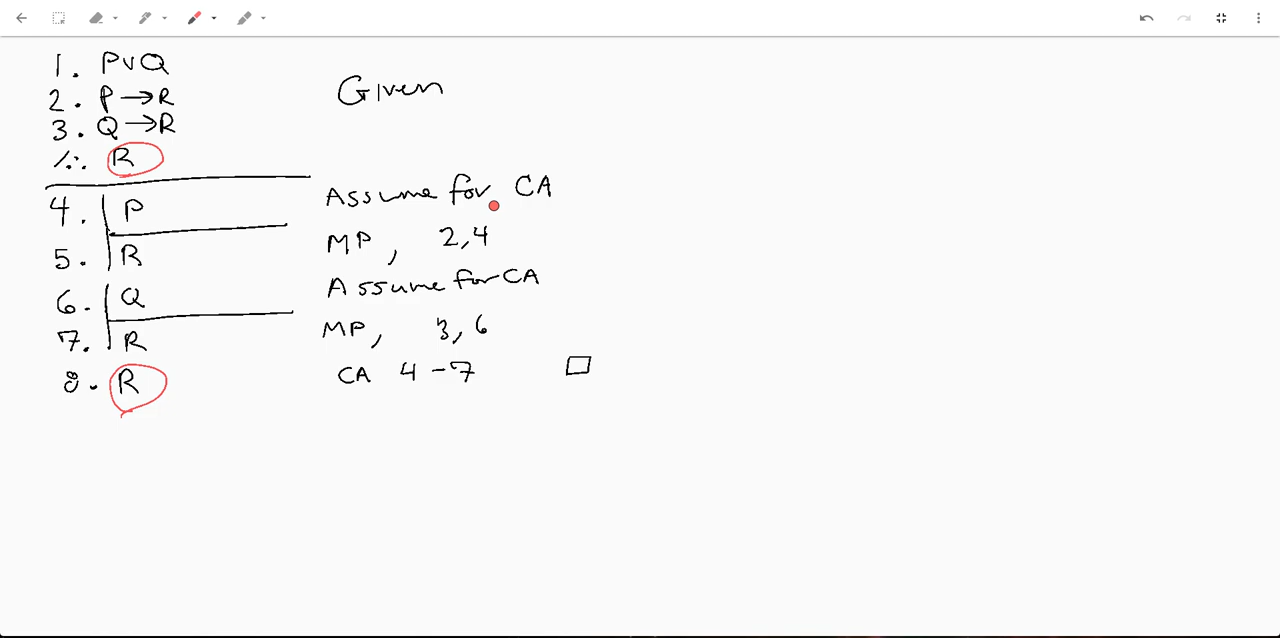 1. PvQ
2. P→R Given
3. Q→R
/∴ R
4. P Assume for CA
5. R MP, 2,4
6. Q Assume for CA
7. R MP, 3,6
8. R CA 4-7 □